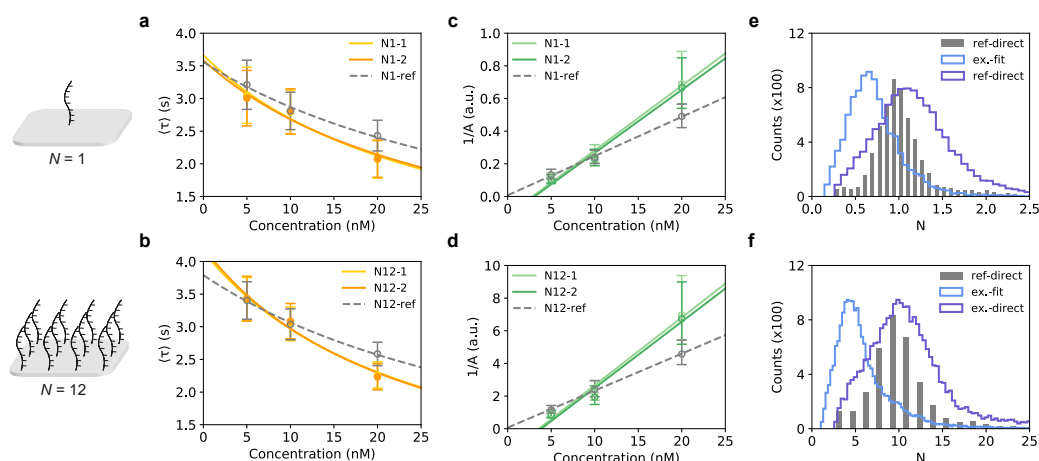 a
4.0
3.5
3.0
2.5
2.0
1.5
⟨τ⟩ (s)
0 5 10 15 20 25
Concentration (nM)
N1-1
N1-2
N1-ref
c
1.0
0.8
0.6
0.4
0.2
0.0
1/A (a.u.)
0 5 10 15 20 25
Concentration (nM)
N1-1
N1-2
N1-ref
e
12
8
4
0
Counts (x100)
0.0 0.5 1.0 1.5 2.0 2.5
N
ref-direct
ex.-fit
ref-direct
N = 1
b
4.0
3.5
3.0
2.5
2.0
1.5
⟨τ⟩ (s)
0 5 10 15 20 25
Concentration (nM)
N12-1
N12-2
N12-ref
d
10
8
6
4
2
0
1/A (a.u.)
0 5 10 15 20 25
Concentration (nM)
N12-1
N12-2
N12-ref
f
12
9
6
3
0
Counts (x100)
0 5 10 15 20 25
N
ref-direct
ex.-fit
ex.-direct
N = 12